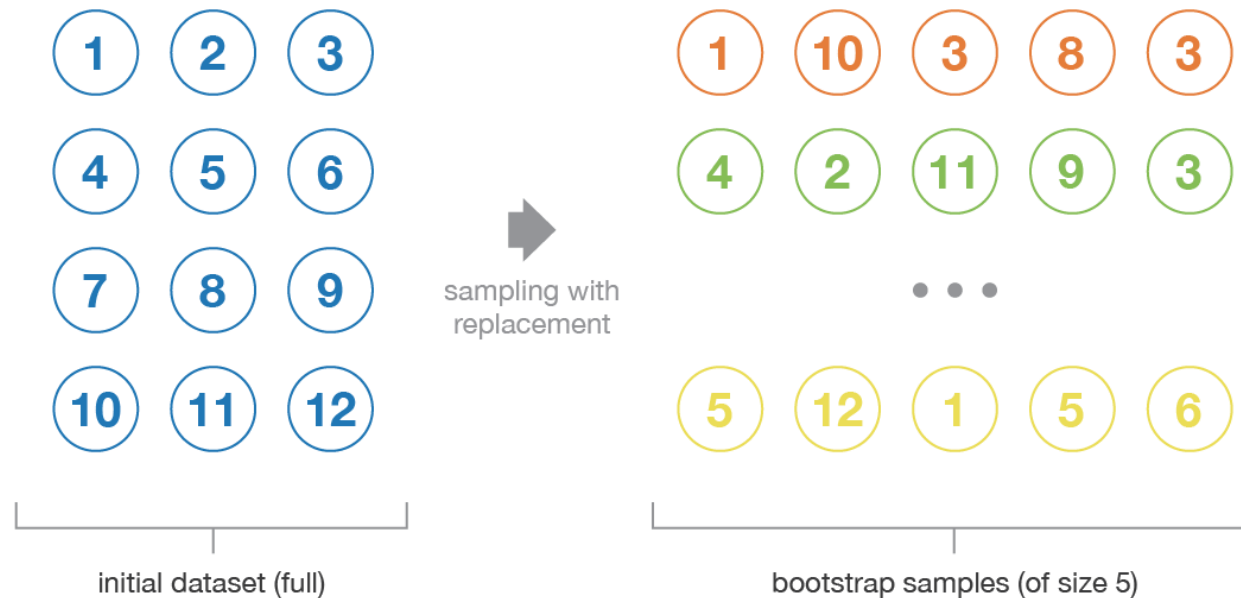 1 2 3
4 5 6
7 8 9
10 11 12
sampling with
replacement
1 10 3 8 3
4 2 11 9 3
5 12 1 5 6
initial dataset (full)
bootstrap samples (of size 5)